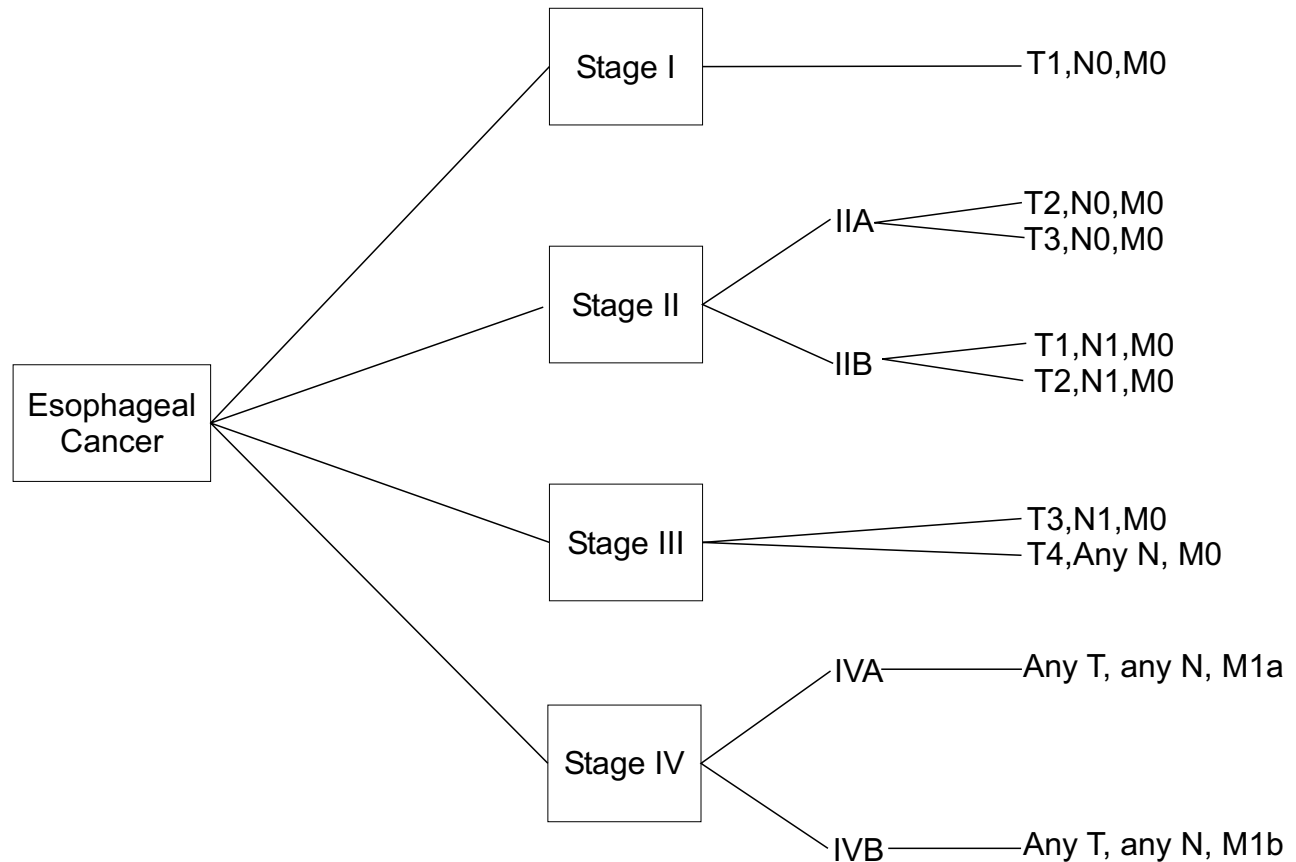 Esophageal
Cancer
Stage I
T1,N0,M0
Stage II
IIA
T2,N0,M0
T3,N0,M0
IIB
T1,N1,M0
T2,N1,M0
Stage III
T3,N1,M0
T4,Any N, M0
Stage IV
IVA
Any T, any N, M1a
IVB
Any T, any N, M1b